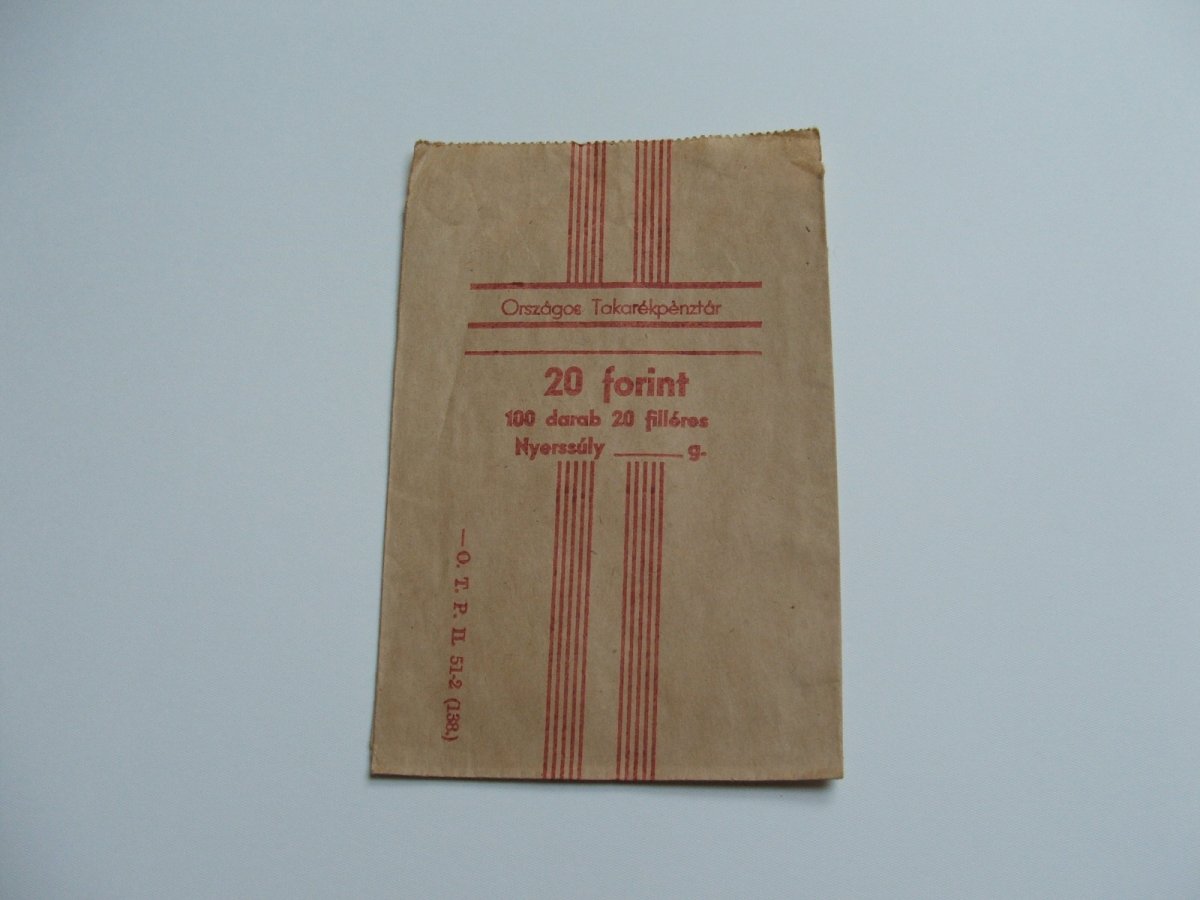 Országos Takarékpénztár
20 forint
100 darab 20 filléres
Nyerssúly ______ g.
— O. T. P. II. 51-2 (138.)